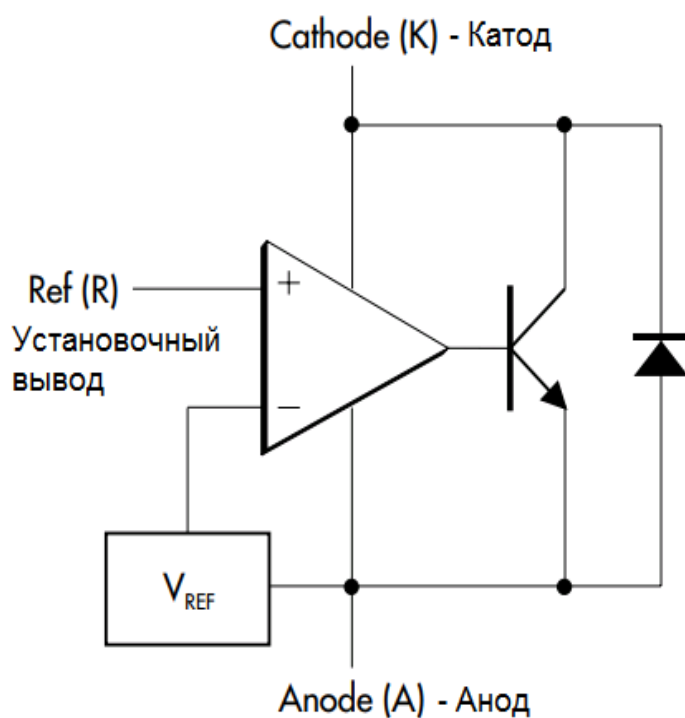 Cathode (K) - Катод
+
Ref (R)
Установочный
вывод
−
VREF
Anode (A) - Анод